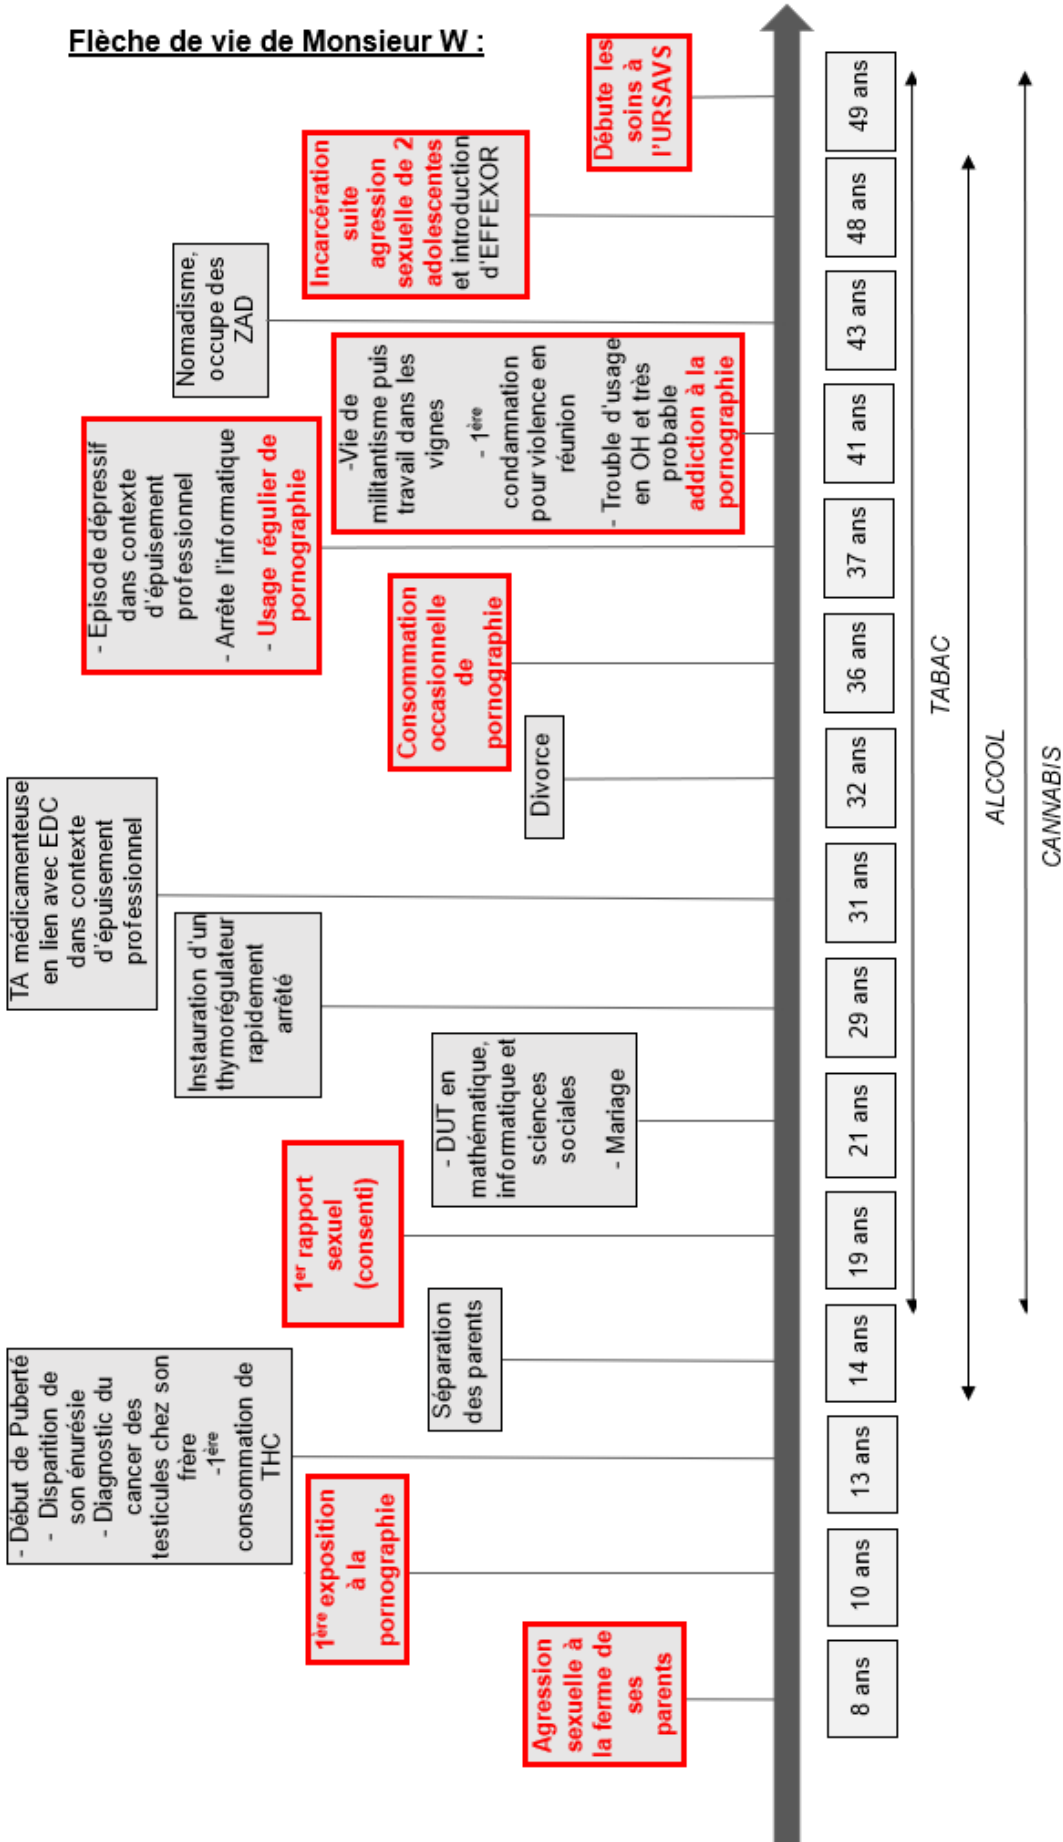 Flèche de vie de Monsieur W :
Agression
sexuelle à
la ferme de
ses
parents
1ère exposition
à la
pornographie
- Début de Puberté
- Disparition de
son énurésie
- Diagnostic du
cancer des
testicules chez son
frère
-1ère
consommation de
THC
Séparation
des parents
1er rapport
sexuel
(consenti)
- DUT en
mathématique,
informatique et
sciences
sociales
- Mariage
Instauration d'un
thymorégulateur
rapidement
arrêté
TA médicamenteuse
en lien avec EDC
dans contexte
d'épuisement
professionnel
Divorce
Consommation
occasionnelle
de
pornographie
- Episode dépressif
dans contexte
d'épuisement
professionnel
- Arrête l'informatique
- Usage régulier de
pornographie
-Vie de
militantisme puis
travail dans les
vignes
- 1ère
condamnation
pour violence en
réunion
- Trouble d'usage
en OH et très
probable
addiction à la
pornographie
Nomadisme,
occupe des
ZAD
Incarcération
suite
agression
sexuelle de 2
adolescentes
et introduction
d'EFFEXOR
Débute les
soins à
l'URSAVS
8 ans
10 ans
13 ans
14 ans
19 ans
21 ans
29 ans
31 ans
32 ans
36 ans
37 ans
41 ans
43 ans
48 ans
49 ans
TABAC
ALCOOL
CANNABIS